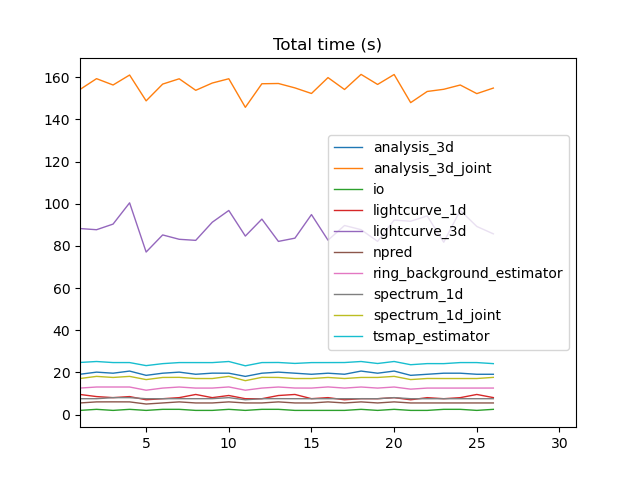 Total time (s)
160
140
120
100
80
60
40
20
0
analysis_3d
analysis_3d_joint
io
lightcurve_1d
lightcurve_3d
npred
ring_background_estimator
spectrum_1d
spectrum_1d_joint
tsmap_estimator
5 10 15 20 25 30